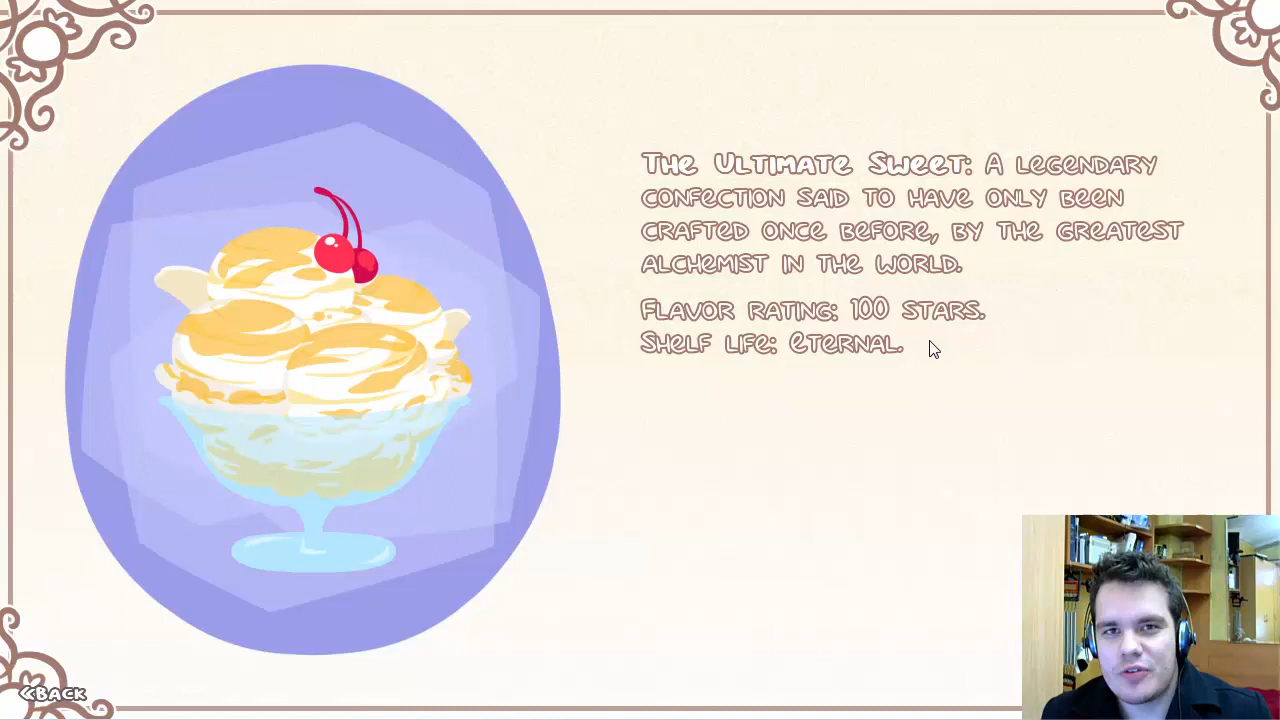 The Ultimate Sweet: A legendary
confection said to have only been
crafted once before, by the greatest
alchemist in the world.
Flavor rating: 100 stars.
Shelf life: eternal.
«Back